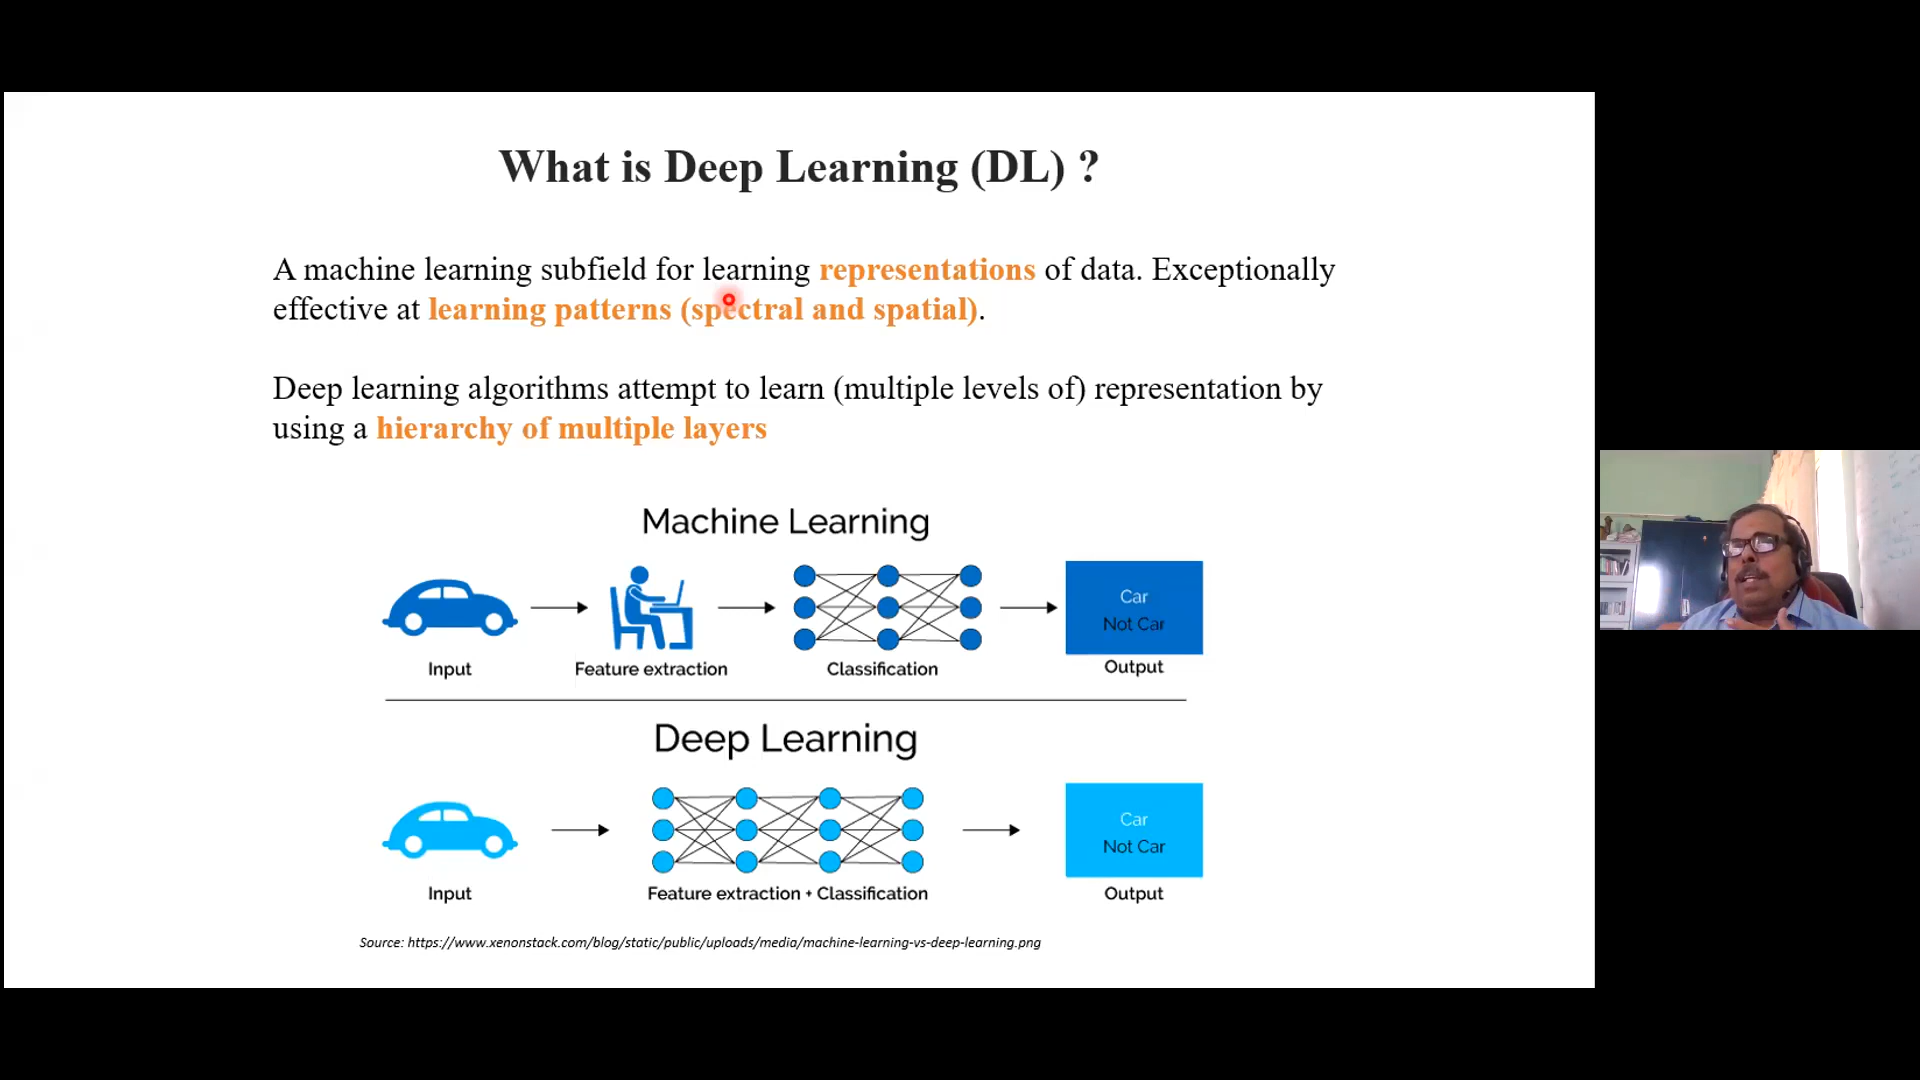 What is Deep Learning (DL) ?
A machine learning subfield for learning representations of data. Exceptionally
effective at learning patterns (spectral and spatial).
Deep learning algorithms attempt to learn (multiple levels of) representation by
using a hierarchy of multiple layers
Machine Learning
Car
Not Car
Input
Feature extraction
Classification
Output
Deep Learning
Car
Not Car
Input
Feature extraction + Classification
Output
Source: https://www.xenonstack.com/blog/static/public/uploads/media/machine-learning-vs-deep-learning.png